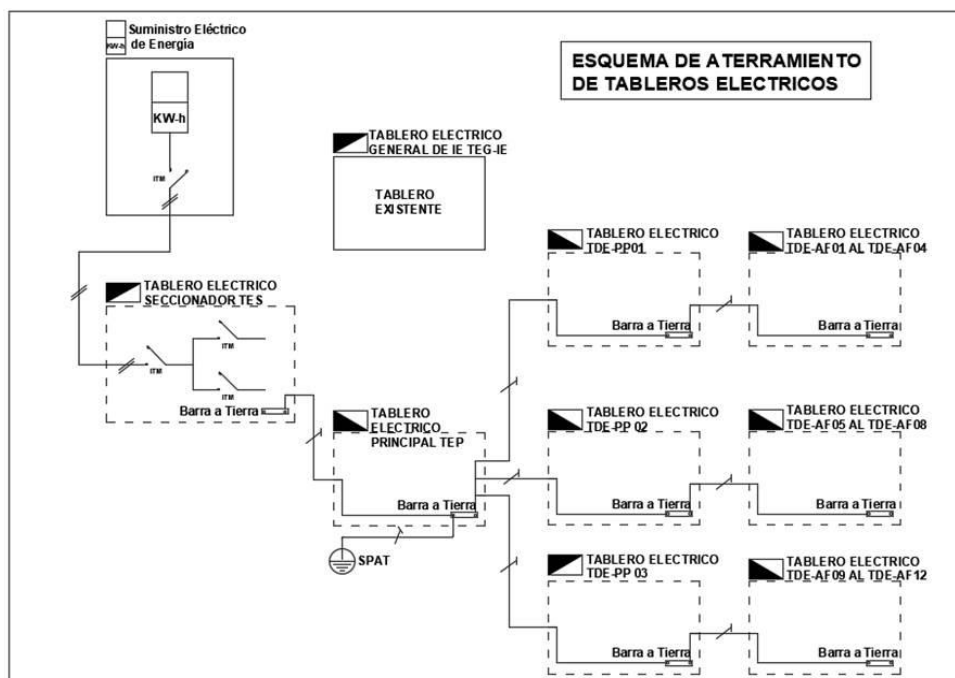 Suministro Eléctrico
de Energía
KW-h
KW-h
ITM
ESQUEMA DE ATERRAMIENTO
DE TABLEROS ELECTRICOS
TABLERO ELECTRICO
GENERAL DE IE TEG-IE
TABLERO
EXISTENTE
TABLERO ELECTRICO
SECCIONADOR TES
ITM
ITM
ITM
Barra a Tierra
TABLERO
ELECTRICO
PRINCIPAL TEP
Barra a Tierra
SPAT
TABLERO ELECTRICO
TDE-PP01
Barra a Tierra
TABLERO ELECTRICO
TDE-AF01 AL TDE-AF04
Barra a Tierra
TABLERO ELECTRICO
TDE-PP 02
Barra a Tierra
TABLERO ELECTRICO
TDE-AF05 AL TDE-AF08
Barra a Tierra
TABLERO ELECTRICO
TDE-PP 03
Barra a Tierra
TABLERO ELECTRICO
TDE-AF09 AL TDE-AF12
Barra a Tierra